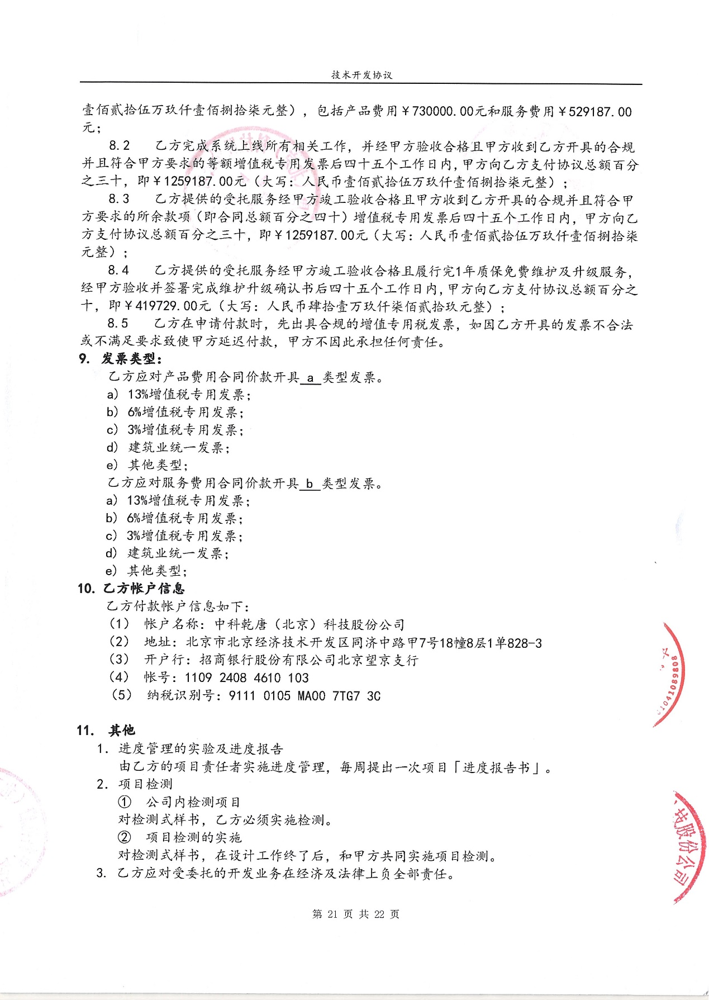 技术开发协议
壹佰贰拾伍万玖仟壹佰捌拾柒元整），包括产品费用￥730000.00元和服务费用￥529187.00
元；
8.2 乙方完成系统上线所有相关工作，并经甲方验收合格且甲方收到乙方开具的合规
并且符合甲方要求的等额增值税专用发票后四十五个工作日内，甲方向乙方支付协议总额百分
之三十，即￥1259187.00元（大写：人民币壹佰贰拾伍万玖仟壹佰捌拾柒元整）；
8.3 乙方提供的受托服务经甲方竣工验收合格且甲方收到乙方开具的合规并且符合甲
方要求的所余款项（即合同总额百分之四十）增值税专用发票后四十五个工作日内，甲方向乙
方支付协议总额百分之三十，即￥1259187.00元（大写：人民币壹佰贰拾伍万玖仟壹佰捌拾柒
元整）；
8.4 乙方提供的受托服务经甲方竣工验收合格且履行完1年质保免费维护及升级服务，
经甲方验收并签署完成维护升级确认书后四十五个工作日内，甲方向乙方支付协议总额百分之
十，即￥419729.00元（大写：人民币肆拾壹万玖仟柒佰贰拾玖元整）；
8.5 乙方在申请付款时，先出具合规的增值专用税发票，如因乙方开具的发票不合法
或不满足要求致使甲方延迟付款，甲方不因此承担任何责任。
9. 发票类型：
乙方应对产品费用合同价款开具 a 类型发票。
a) 13%增值税专用发票；
b) 6%增值税专用发票；
c) 3%增值税专用发票；
d) 建筑业统一发票；
e) 其他类型；
乙方应对服务费用合同价款开具 b 类型发票。
a) 13%增值税专用发票；
b) 6%增值税专用发票；
c) 3%增值税专用发票；
d) 建筑业统一发票；
e) 其他类型；
10. 乙方帐户信息
乙方付款帐户信息如下：
（1） 帐户名称：中科乾唐（北京）科技股份公司
（2） 地址：北京市北京经济技术开发区同济中路甲7号18幢8层1单828-3
（3） 开户行：招商银行股份有限公司北京望京支行
（4） 帐号：1109 2408 4610 103
（5） 纳税识别号：9111 0105 MA00 7TG7 3C
11. 其他
1. 进度管理的实验及进度报告
由乙方的项目责任者实施进度管理，每周提出一次项目「进度报告书」。
2. 项目检测
① 公司内检测项目
对检测式样书，乙方必须实施检测。
② 项目检测的实施
对检测式样书，在设计工作终了后，和甲方共同实施项目检测。
3. 乙方应对受委托的开发业务在经济及法律上负全部责任。
1041089808
技股份公司
第 21 页 共 22 页